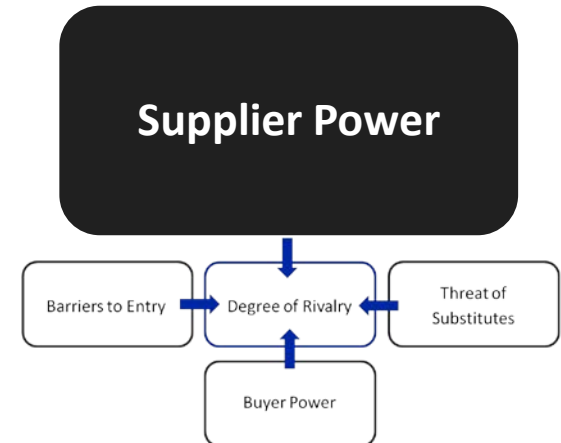 Supplier Power
Barriers to Entry
Degree of Rivalry
Threat of
Substitutes
Buyer Power